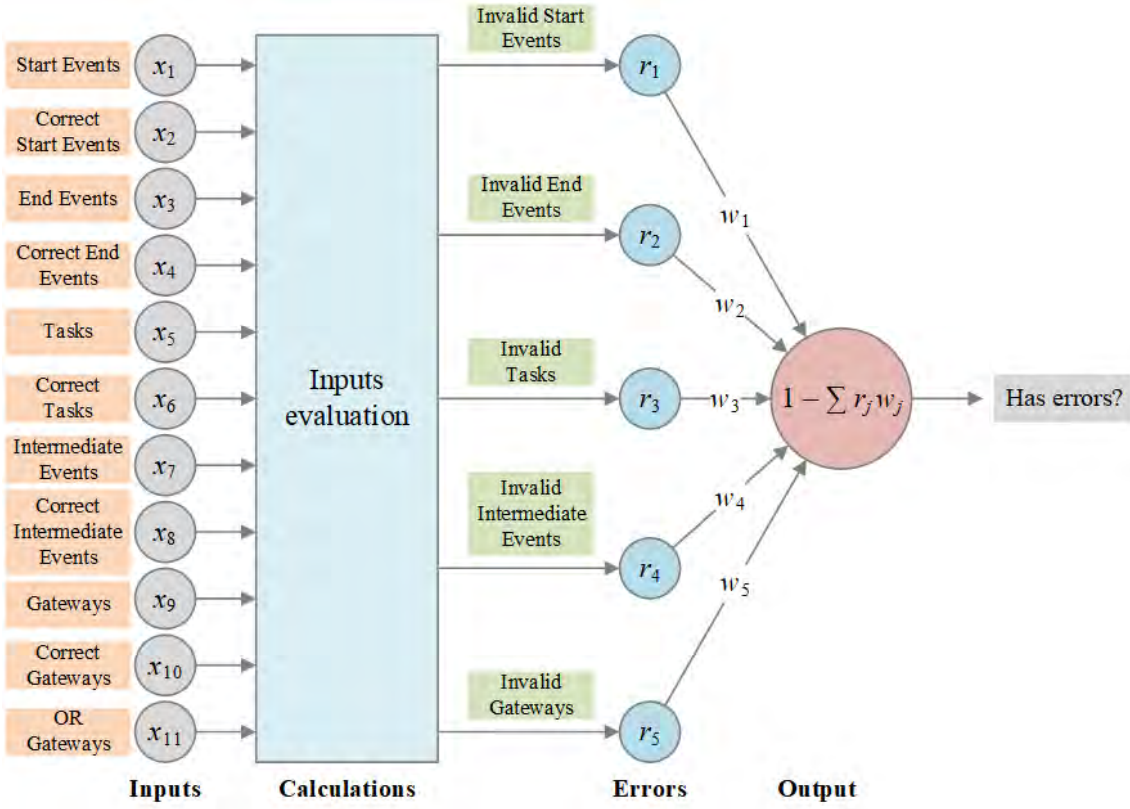 Invalid Start
Events
Start Events
x1
r1
Correct
Start Events
x2
End Events
x3
Invalid End
Events
w1
r2
Correct End
Events
x4
w2
Tasks
x5
Invalid
Tasks
Inputs
evaluation
Correct
Tasks
x6
r3
w3
1 − ∑ rj wj
Has errors?
Intermediate
Events
x7
Invalid
Intermediate
Events
w4
Correct
Intermediate
Events
x8
r4
w5
Gateways
x9
Correct
Gateways
x10
Invalid
Gateways
OR
Gateways
x11
r5
Inputs
Calculations
Errors
Output